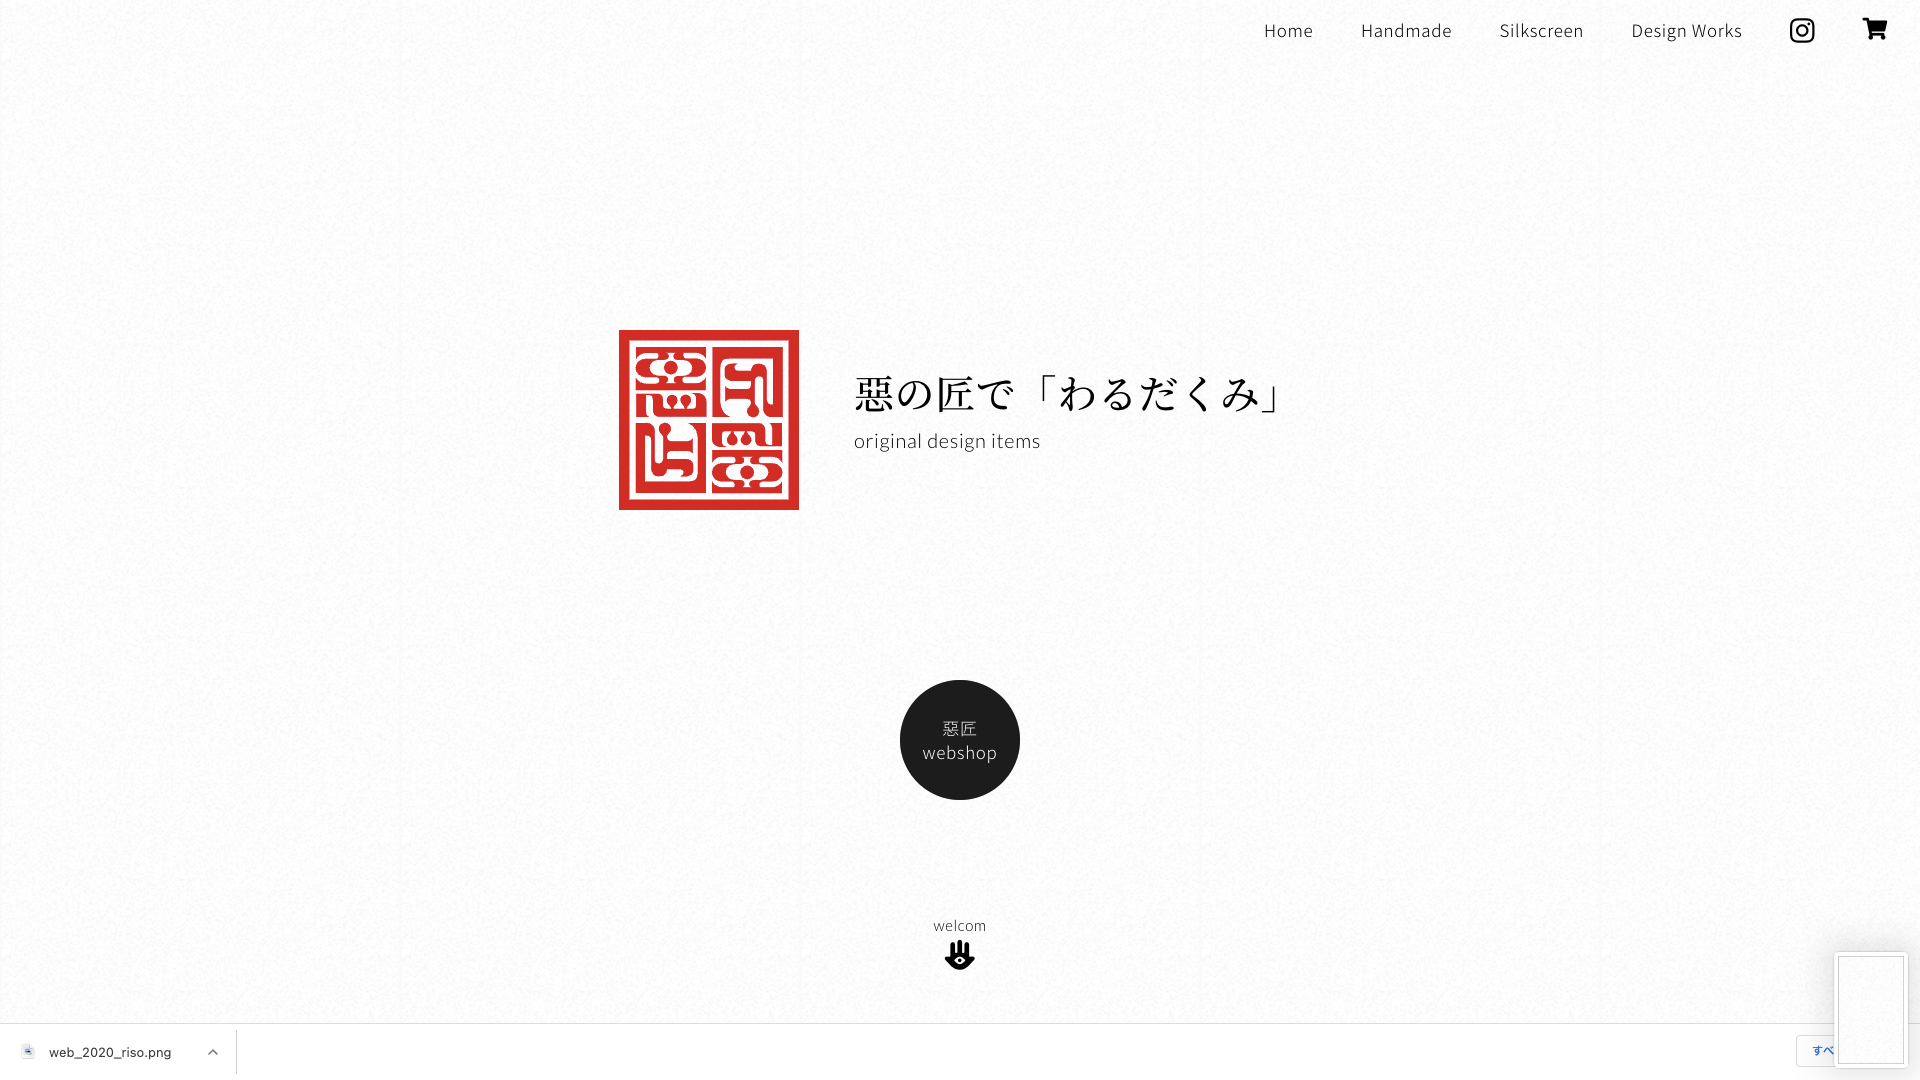 Home Handmade Silkscreen Design Works
惡の匠で「わるだくみ」
original design items
惡匠
webshop
welcom
web_2020_riso.png
すべ